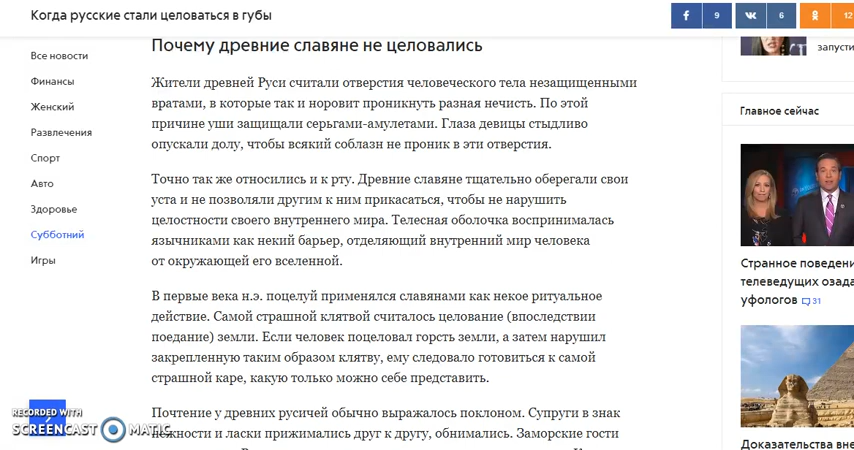 Когда русские стали целоваться в губы
9
6
12
Почему древние славяне не целовались
Все новости
Финансы
Женский
Развлечения
Спорт
Авто
Здоровье
Субботний
Игры
Жители древней Руси считали отверстия человеческого тела незащищенными
вратами, в которые так и норовит проникнуть разная нечисть. По этой
причине уши защищали серьгами-амулетами. Глаза девицы стыдливо
опускали долу, чтобы всякий соблазн не проник в эти отверстия.
Точно так же относились и к рту. Древние славяне тщательно оберегали свои
уста и не позволяли другим к ним прикасаться, чтобы не нарушить
целостности своего внутреннего мира. Телесная оболочка воспринималась
язычниками как некий барьер, отделяющий внутренний мир человека
от окружающей его вселенной.
В первые века н.э. поцелуй применялся славянами как некое ритуальное
действие. Самой страшной клятвой считалось целование (впоследствии
поедание) земли. Если человек поцеловал горсть земли, а затем нарушил
закрепленную таким образом клятву, ему следовало готовиться к самой
страшной каре, какую только можно себе представить.
Почтение у древних русичей обычно выражалось поклоном. Супруги в знак
нежности и ласки прижимались друг к другу, обнимались. Заморские гости
запусти
Главное сейчас
Странное поведени
телеведущих озада
уфологов 31
Доказательства вне
RECORDED WITH
SCREENCAST MATIC